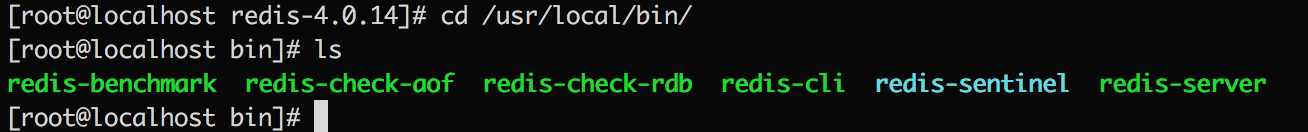 [root@localhost redis-4.0.14]# cd /usr/local/bin/
[root@localhost bin]# ls
redis-benchmark  redis-check-aof  redis-check-rdb  redis-cli  redis-sentinel  redis-server
[root@localhost bin]#